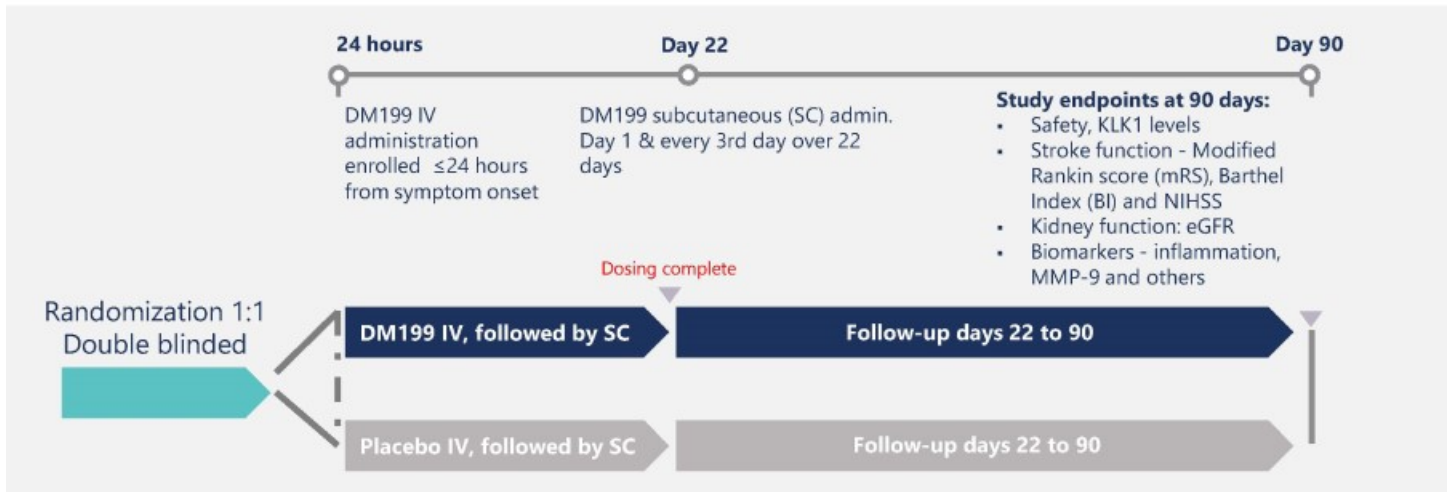 24 hours
Day 22
Day 90
DM199 IV
administration
enrolled ≤24 hours
from symptom onset
DM199 subcutaneous (SC) admin.
Day 1 & every 3rd day over 22
days
Study endpoints at 90 days:
▪ Safety, KLK1 levels
▪ Stroke function - Modified
Rankin score (mRS), Barthel
Index (BI) and NIHSS
▪ Kidney function: eGFR
▪ Biomarkers - inflammation,
MMP-9 and others
Dosing complete
Randomization 1:1
Double blinded
DM199 IV, followed by SC
Follow-up days 22 to 90
Placebo IV, followed by SC
Follow-up days 22 to 90